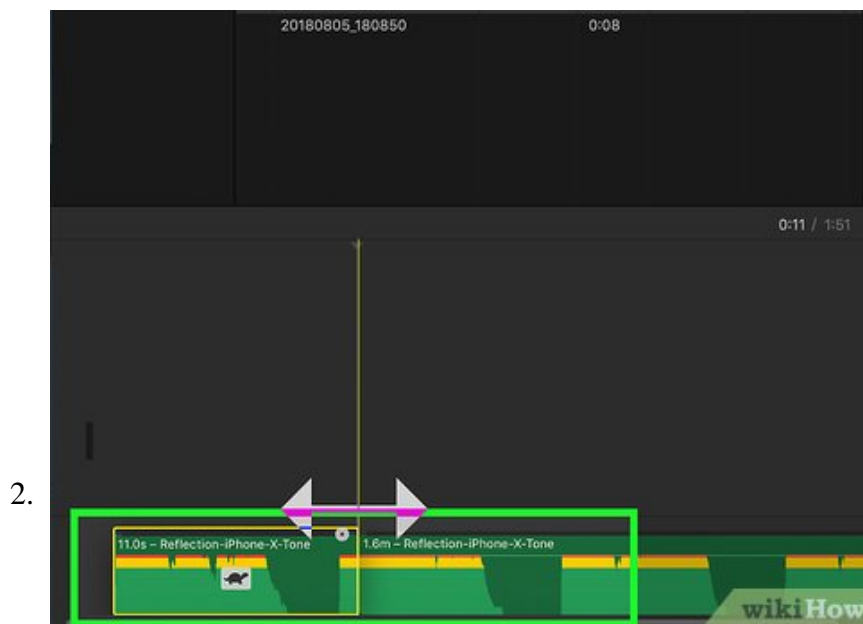 20180805_180850 0:08
0:11 / 1:51
2.
11.0s – Reflection-iPhone-X-Tone 1.6m – Reflection-iPhone-X-Tone
wikiHow